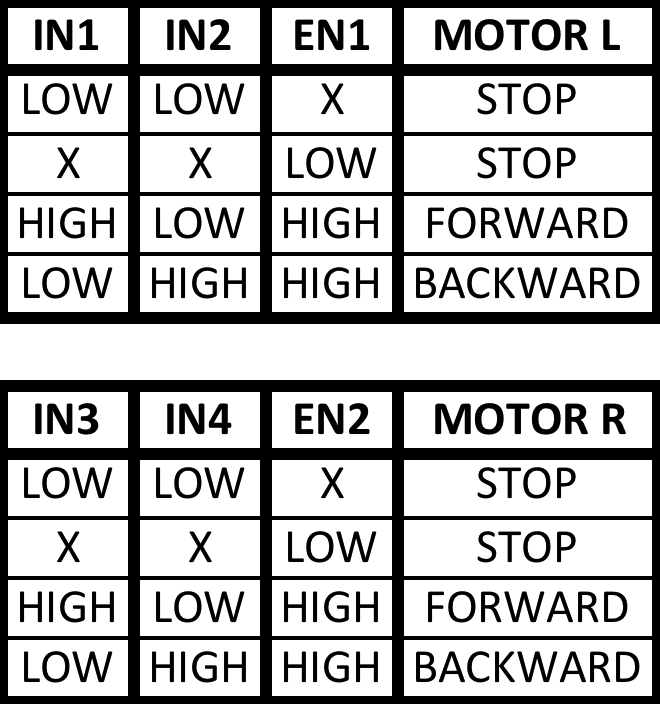 IN1 IN2 EN1 MOTOR L
LOW LOW X STOP
X X LOW STOP
HIGH LOW HIGH FORWARD
LOW HIGH HIGH BACKWARD
IN3 IN4 EN2 MOTOR R
LOW LOW X STOP
X X LOW STOP
HIGH LOW HIGH FORWARD
LOW HIGH HIGH BACKWARD